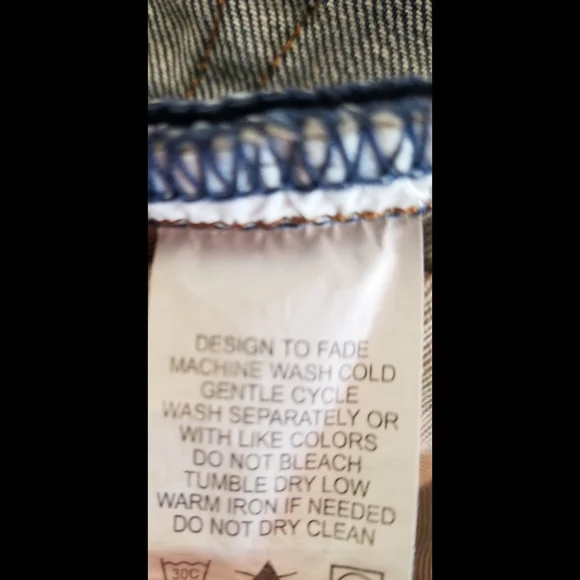 DESIGN TO FADE
MACHINE WASH COLD
GENTLE CYCLE
WASH SEPARATELY OR
WITH LIKE COLORS
DO NOT BLEACH
TUMBLE DRY LOW
WARM IRON IF NEEDED
DO NOT DRY CLEAN
30C